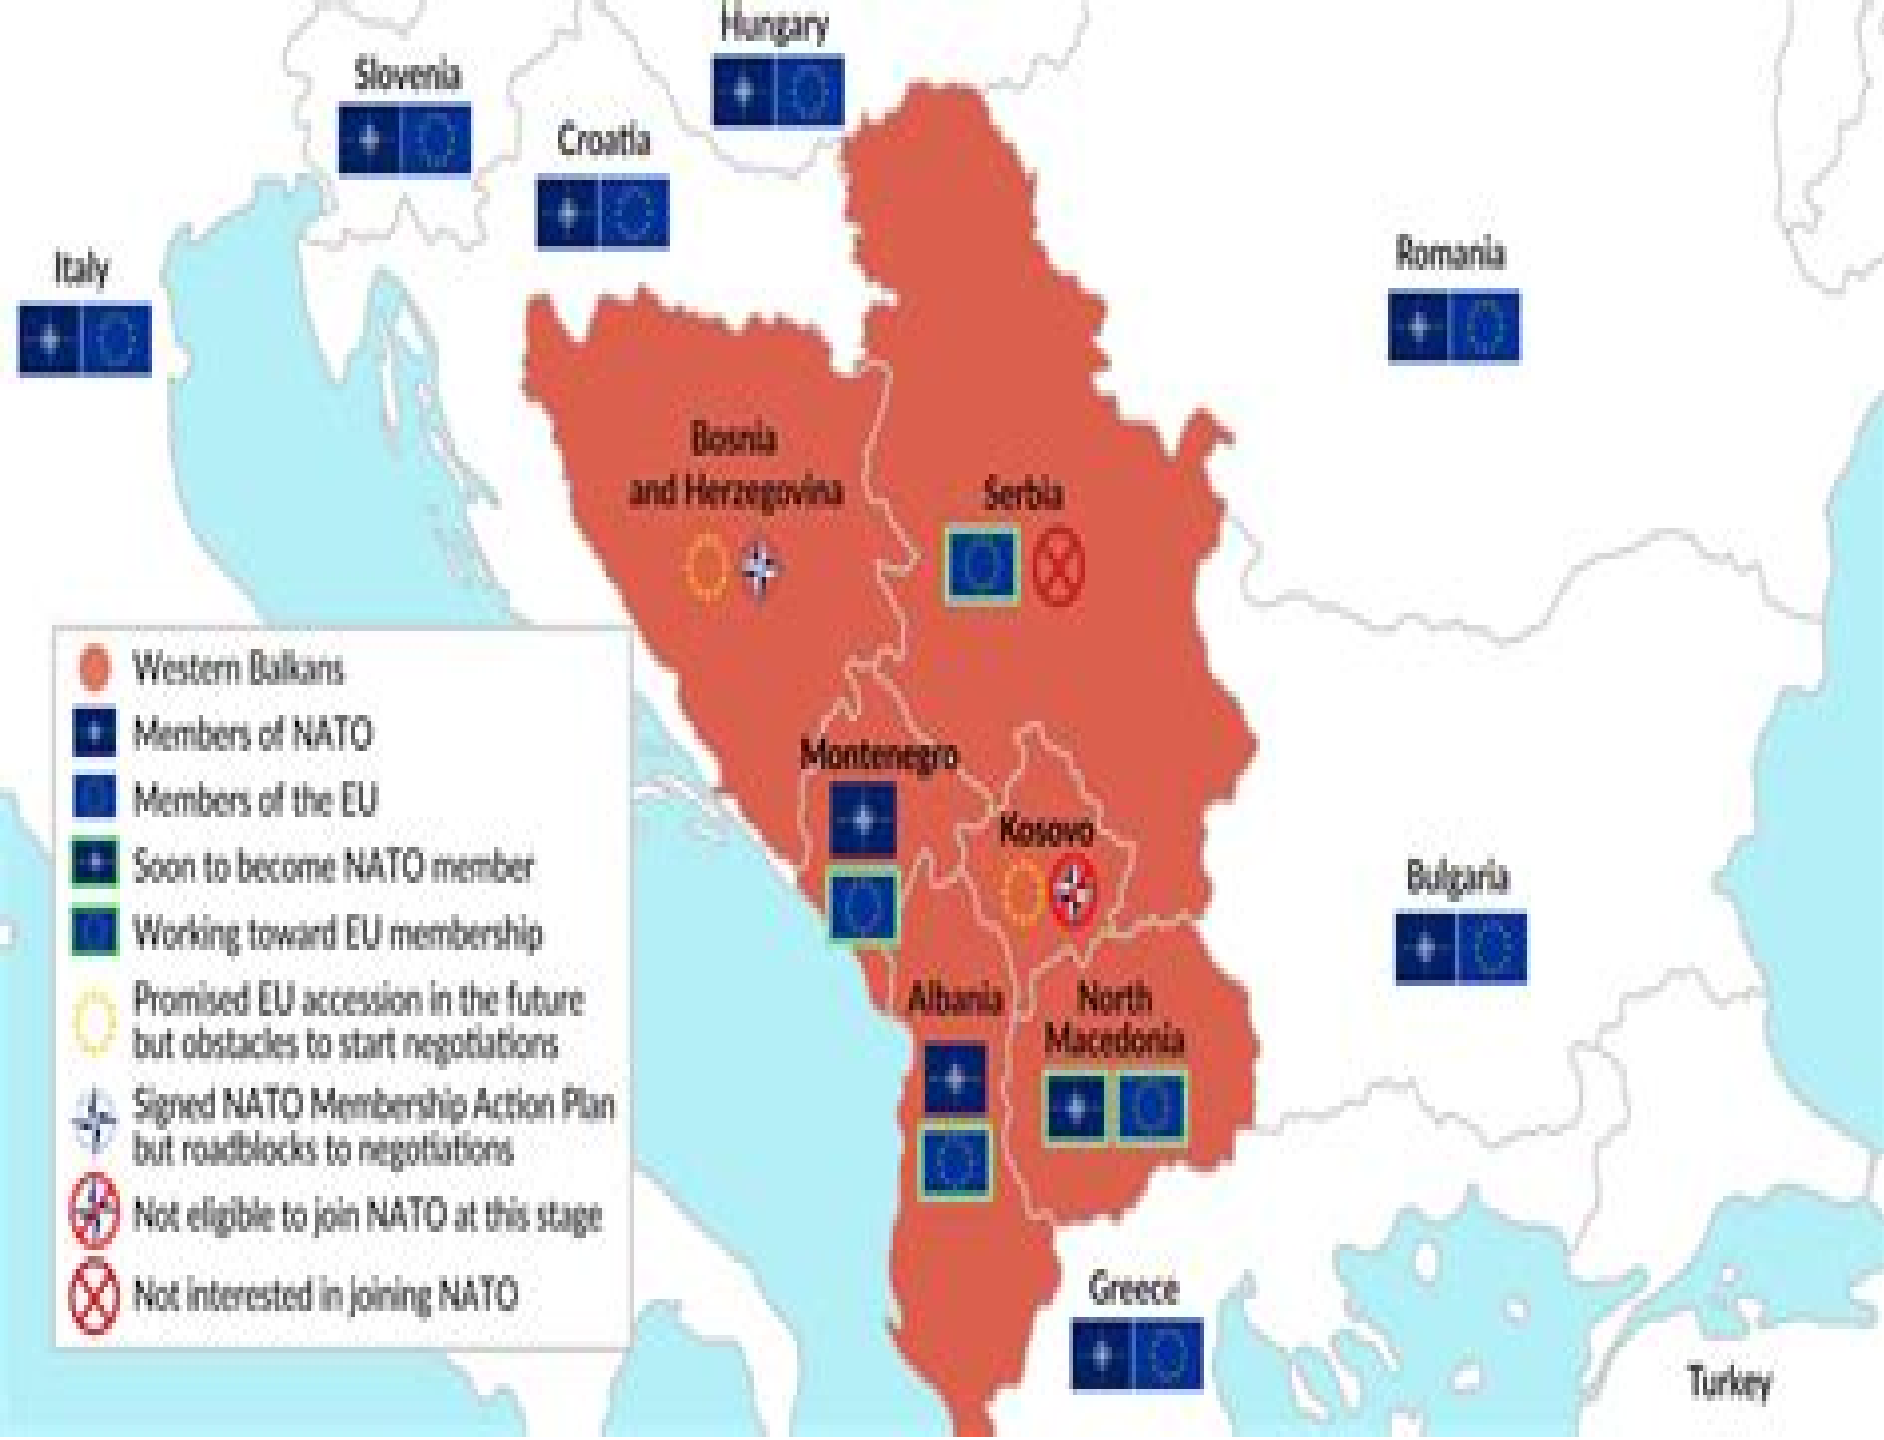 Hungary
Slovenia
Croatia
Italy
Romania
Bosnia
and Herzegovina
Serbia
Montenegro
Kosovo
Bulgaria
Albania
North
Macedonia
Greece
Turkey
Western Balkans
Members of NATO
Members of the EU
Soon to become NATO member
Working toward EU membership
Promised EU accession in the future
but obstacles to start negotiations
Signed NATO Membership Action Plan
but roadblocks to negotiations
Not eligible to join NATO at this stage
Not interested in joining NATO